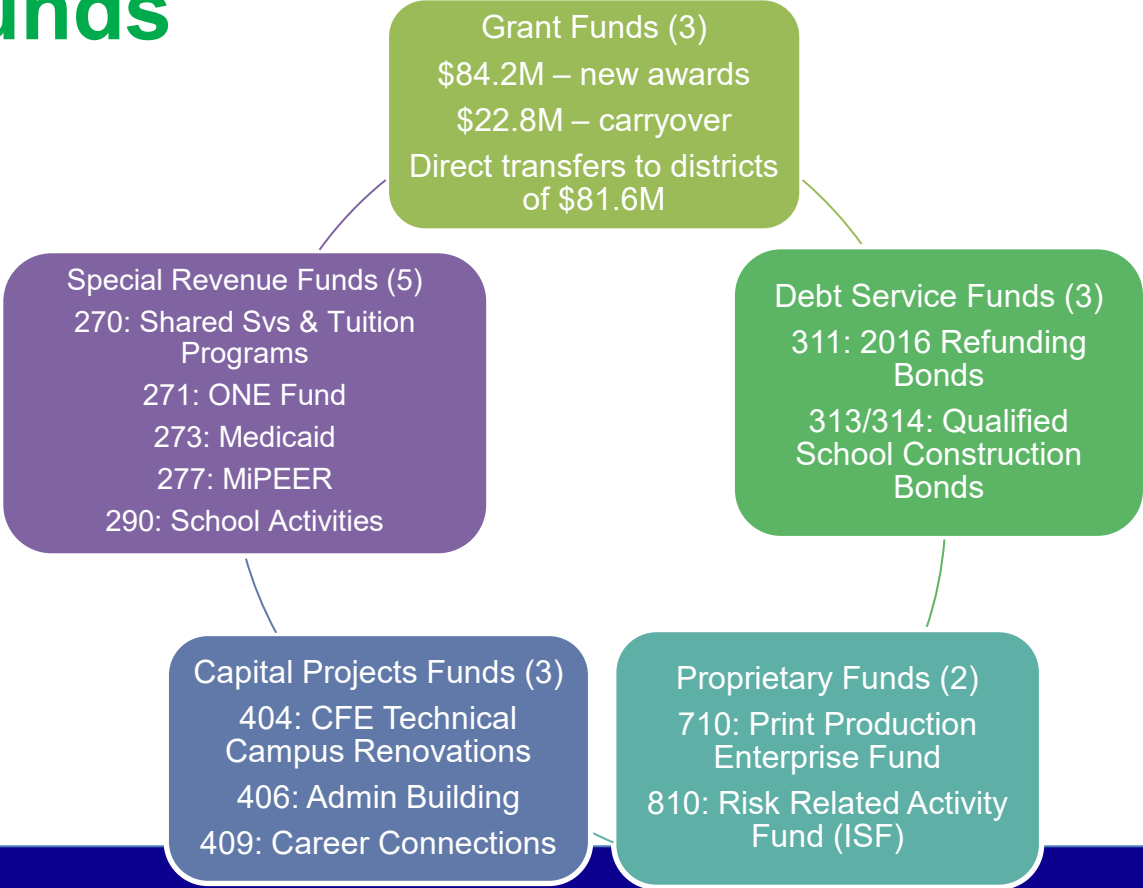 Grant Funds (3)
$84.2M – new awards
$22.8M – carryover
Direct transfers to districts
of $81.6M
Special Revenue Funds (5)
270: Shared Svs & Tuition
Programs
271: ONE Fund
273: Medicaid
277: MiPEER
290: School Activities
Debt Service Funds (3)
311: 2016 Refunding
Bonds
313/314: Qualified
School Construction
Bonds
Capital Projects Funds (3)
404: CFE Technical
Campus Renovations
406: Admin Building
409: Career Connections
Proprietary Funds (2)
710: Print Production
Enterprise Fund
810: Risk Related Activity
Fund (ISF)